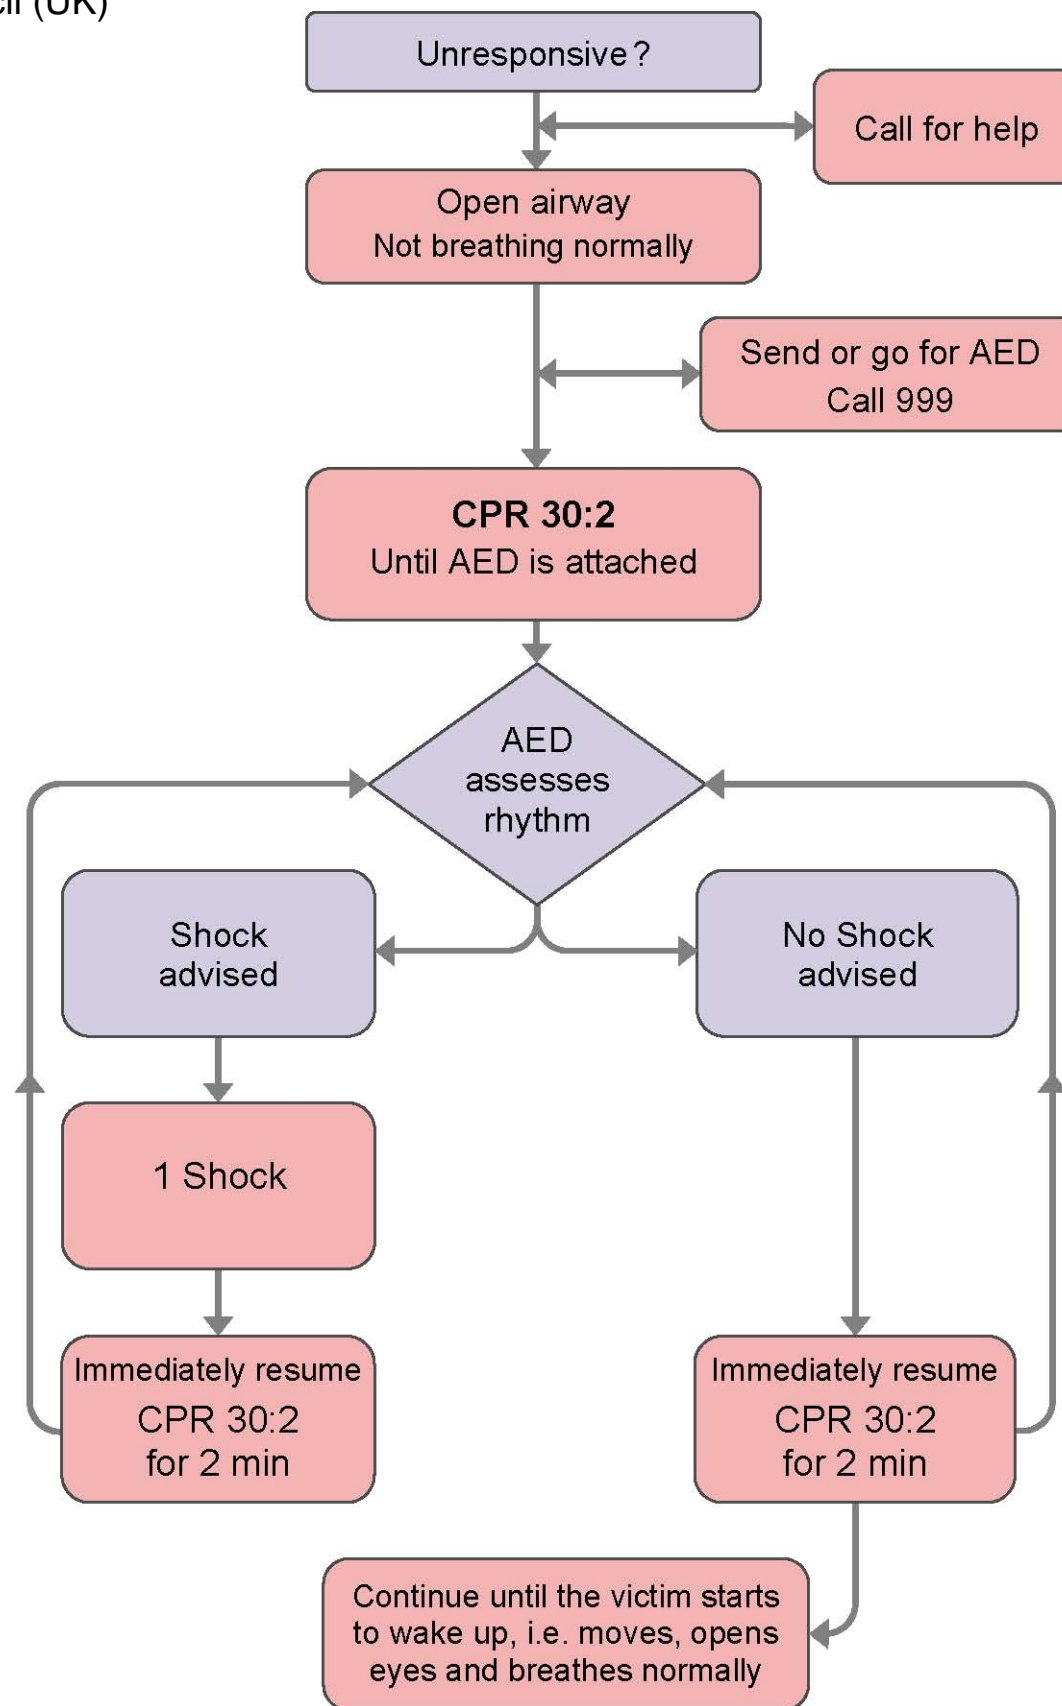 (UK)
Unresponsive?
Call for help
Open airway
Not breathing normally
Send or go for AED
Call 999
CPR 30:2
Until AED is attached
AED
assesses
rhythm
Shock
advised
No Shock
advised
1 Shock
Immediately resume
CPR 30:2
for 2 min
Immediately resume
CPR 30:2
for 2 min
Continue until the victim starts
to wake up, i.e. moves, opens
eyes and breathes normally